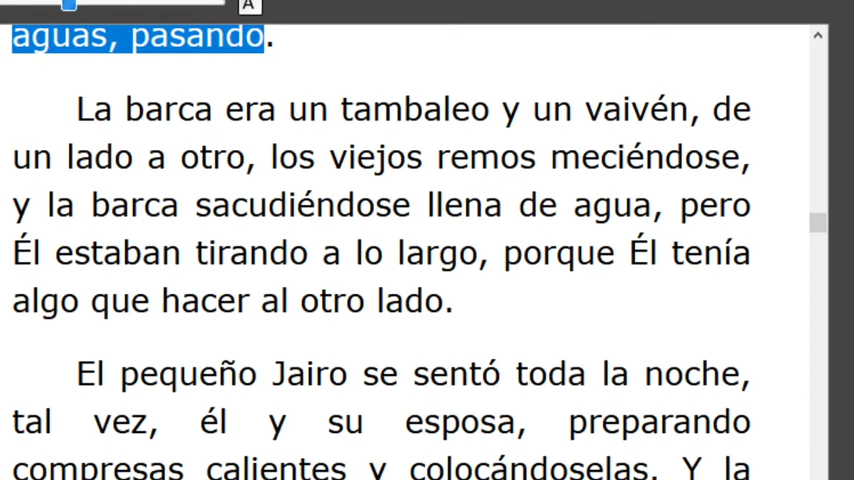 A
aguas, pasando.
La barca era un tambaleo y un vaivén, de
un lado a otro, los viejos remos meciéndose,
y la barca sacudiéndose llena de agua, pero
Él estaban tirando a lo largo, porque Él tenía
algo que hacer al otro lado.
El pequeño Jairo se sentó toda la noche,
tal vez, él y su esposa, preparando
compresas calientes y colocándoselas. Y la